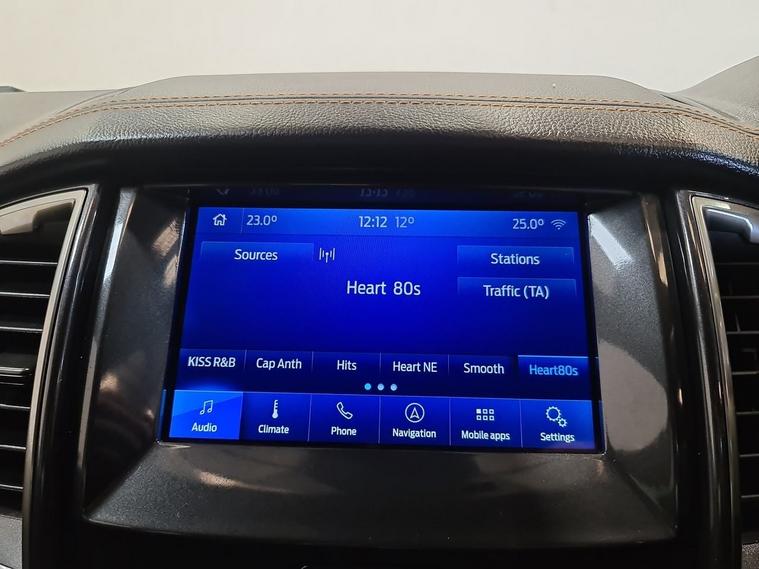 23.0° 12:12 12° 25.0°
Sources
Stations
Heart 80s
Traffic (TA)
KISS R&B Cap Anth Hits Heart NE Smooth Heart80s
Audio Climate Phone Navigation Mobile apps Settings